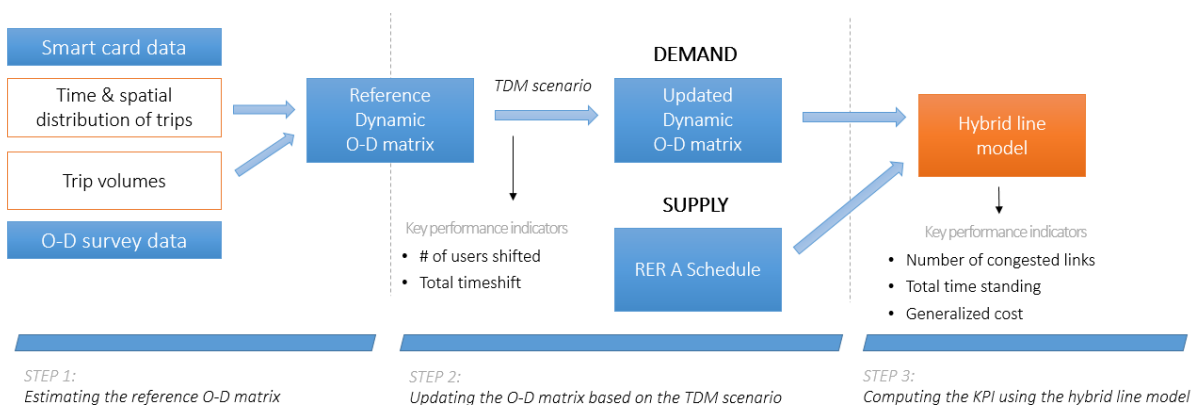 Smart card data
Time & spatial
distribution of trips
Trip volumes
O-D survey data
Reference
Dynamic
O-D matrix
TDM scenario
Key performance indicators
• # of users shifted
• Total timeshift
DEMAND
Updated
Dynamic
O-D matrix
SUPPLY
RER A Schedule
Hybrid line
model
Key performance indicators
• Number of congested links
• Total time standing
• Generalized cost
STEP 1:
Estimating the reference O-D matrix
STEP 2:
Updating the O-D matrix based on the TDM scenario
STEP 3:
Computing the KPI using the hybrid line model